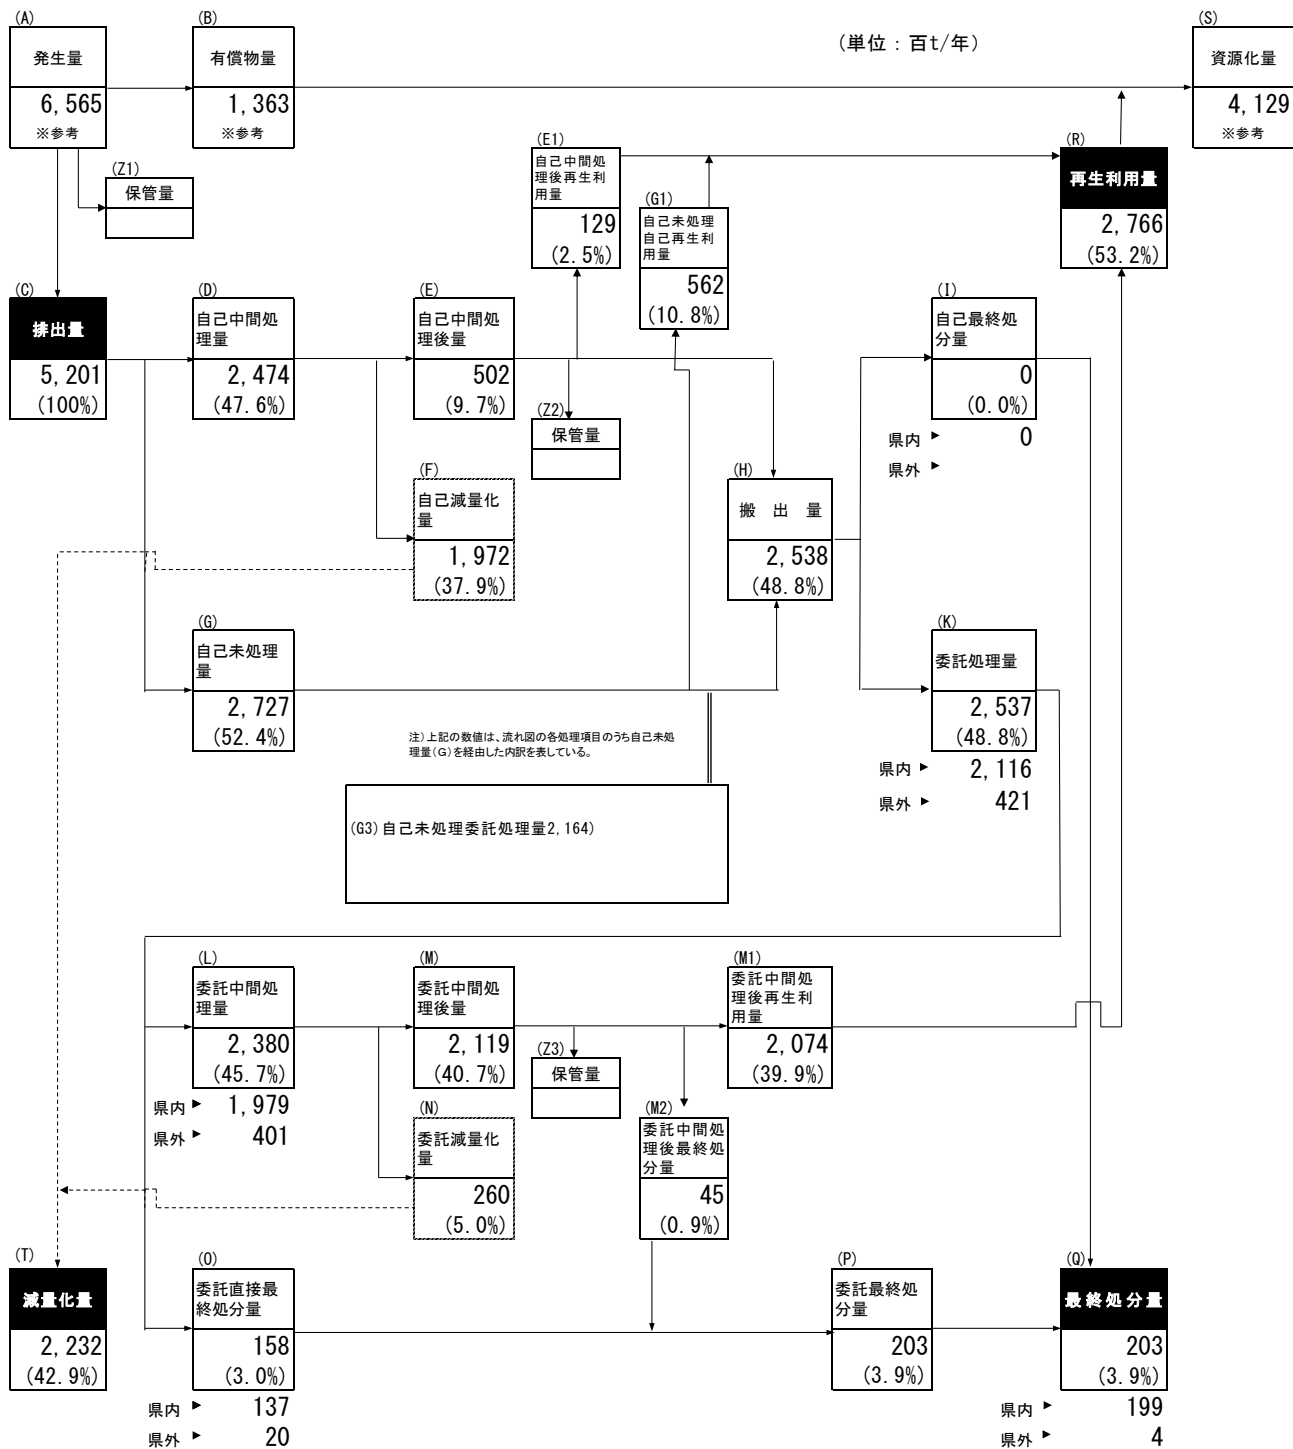 (A)
発生量
6,565
※参考
(B)
有償物量
1,363
※参考
(単位：百t/年)
(S)
資源化量
4,129
※参考
(Z1)
保管量
(E1)
自己中間処
理後再生利
用量
129
(2.5%)
(G1)
自己未処理
自己再生利
用量
562
(10.8%)
(R)
再生利用量
2,766
(53.2%)
(C)
排出量
5,201
(100%)
(D)
自己中間処
理量
2,474
(47.6%)
(E)
自己中間処
理後量
502
(9.7%)
(Z2)
保管量
(I)
自己最終処
分量
0
(0.0%)
県内 ▶ 0
県外 ▶
(F)
自己減量化
量
1,972
(37.9%)
(H)
搬 出 量
2,538
(48.8%)
(G)
自己未処理
量
2,727
(52.4%)
(K)
委託処理量
2,537
(48.8%)
県内 ▶ 2,116
県外 ▶ 421
注)上記の数値は、流れ図の各処理項目のうち自己未処
理量(G)を経由した内訳を表している。
(G3)自己未処理委託処理量2,164)
(L)
委託中間処
理量
2,380
(45.7%)
県内 ▶ 1,979
県外 ▶ 401
(M)
委託中間処
理後量
2,119
(40.7%)
(Z3)
保管量
(M1)
委託中間処
理後再生利
用量
2,074
(39.9%)
(N)
委託減量化
量
260
(5.0%)
(M2)
委託中間処
理後最終処
分量
45
(0.9%)
(T)
減量化量
2,232
(42.9%)
(O)
委託直接最
終処分量
158
(3.0%)
県内 ▶ 137
県外 ▶ 20
(P)
委託最終処
分量
203
(3.9%)
(Q)
最終処分量
203
(3.9%)
県内 ▶ 199
県外 ▶ 4